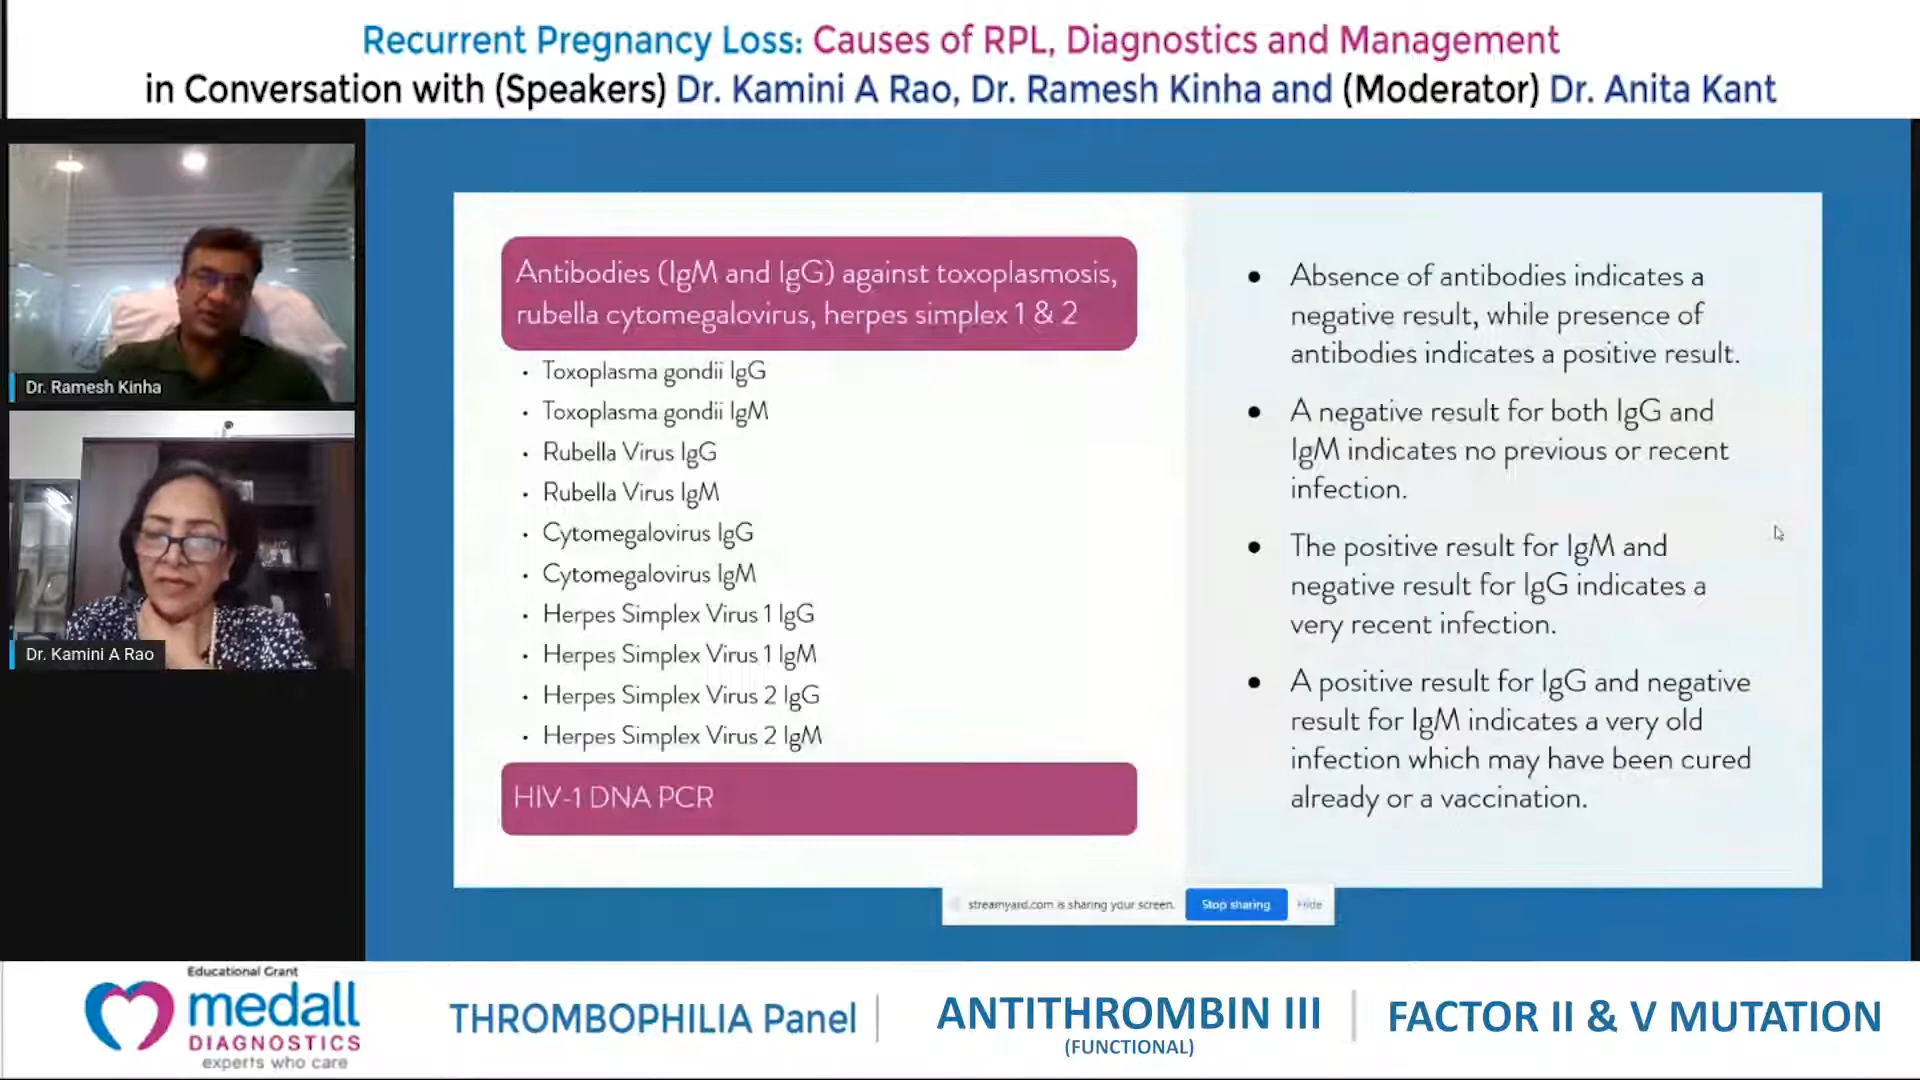 Recurrent Pregnancy Loss: Causes of RPL, Diagnostics and Management
in Conversation with (Speakers) Dr. Kamini A Rao, Dr. Ramesh Kinha and (Moderator) Dr. Anita Kant
Dr. Ramesh Kinha
Dr. Kamini A Rao
Antibodies (IgM and IgG) against toxoplasmosis,
rubella cytomegalovirus, herpes simplex 1 & 2
• Toxoplasma gondii IgG
• Toxoplasma gondii IgM
• Rubella Virus IgG
• Rubella Virus IgM
• Cytomegalovirus IgG
• Cytomegalovirus IgM
• Herpes Simplex Virus 1 IgG
• Herpes Simplex Virus 1 IgM
• Herpes Simplex Virus 2 IgG
• Herpes Simplex Virus 2 IgM
HIV-1 DNA PCR
• Absence of antibodies indicates a
negative result, while presence of
antibodies indicates a positive result.
• A negative result for both IgG and
IgM indicates no previous or recent
infection.
• The positive result for IgM and
negative result for IgG indicates a
very recent infection.
• A positive result for IgG and negative
result for IgM indicates a very old
infection which may have been cured
already or a vaccination.
streamyard.com is sharing your screen. Stop sharing Hide
Educational Grant
medall
DIAGNOSTICS
experts who care
THROMBOPHILIA Panel
ANTITHROMBIN III
(FUNCTIONAL)
FACTOR II & V MUTATION